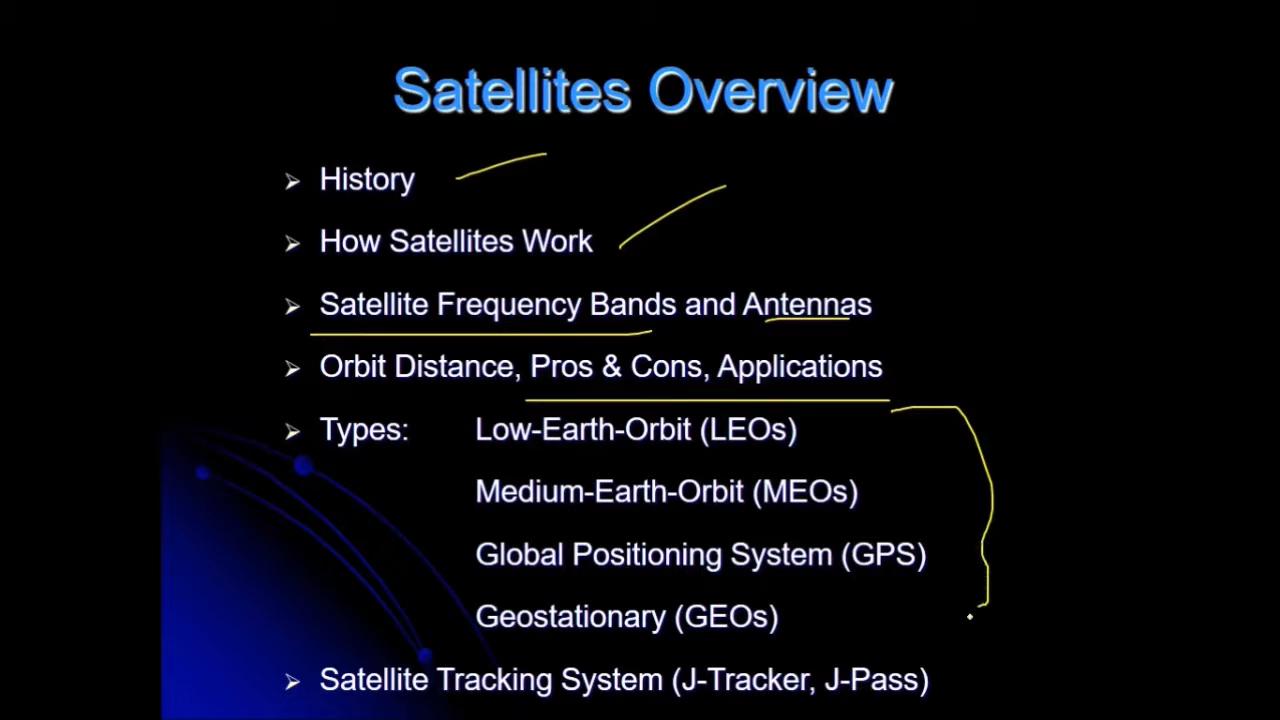 Satellites Overview
History
How Satellites Work
Satellite Frequency Bands and Antennas
Orbit Distance, Pros & Cons, Applications
Types: Low-Earth-Orbit (LEOs)
Medium-Earth-Orbit (MEOs)
Global Positioning System (GPS)
Geostationary (GEOs)
Satellite Tracking System (J-Tracker, J-Pass)